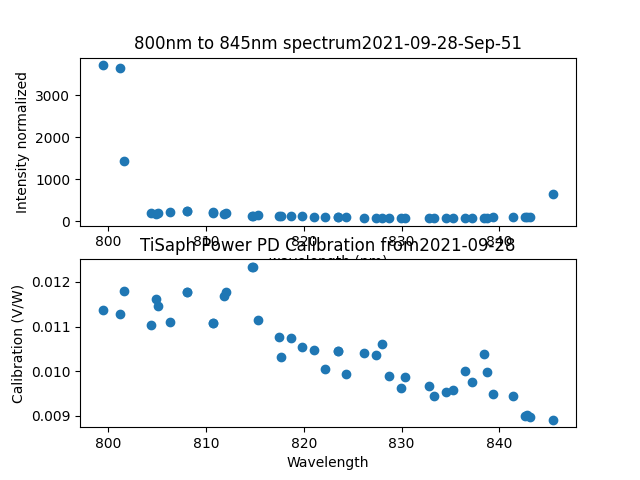 800nm to 845nm spectrum2021-09-28-Sep-51
Intensity normalized
3000
2000
1000
0
800 810 820 830 840
wavelength (nm)
TiSaph Power PD Calibration from2021-09-28
Calibration (V/W)
0.012
0.011
0.010
0.009
800 810 820 830 840
Wavelength